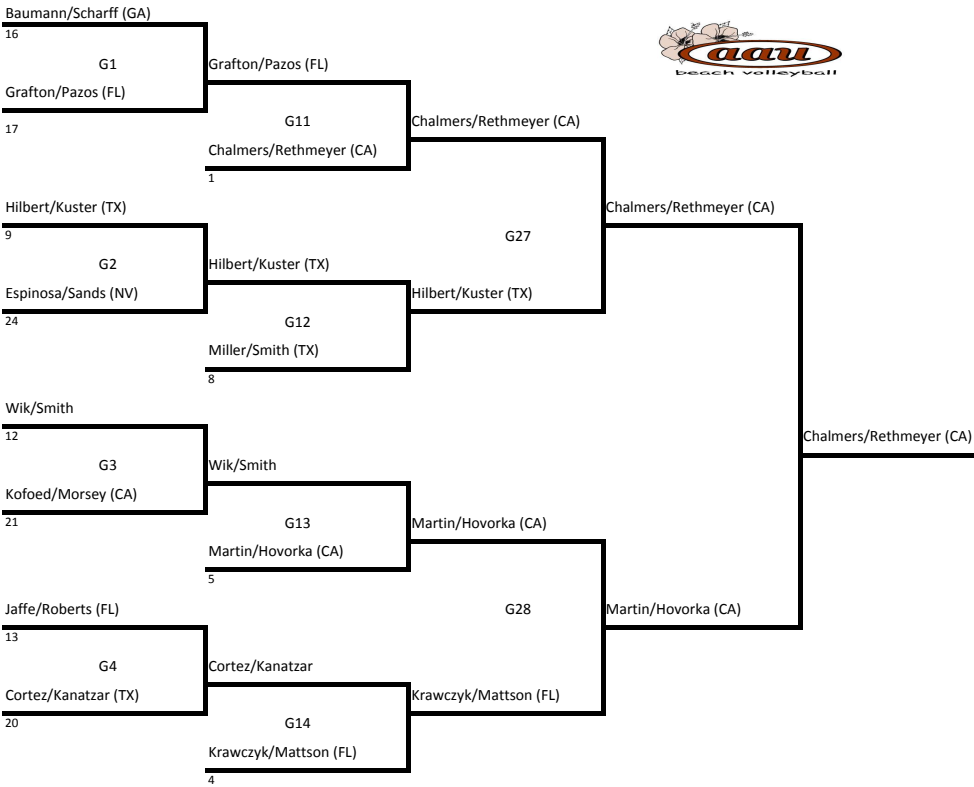 Baumann/Scharff (GA)
16
G1
Grafton/Pazos (FL)
Grafton/Pazos (FL)
17
G11
Chalmers/Rethmeyer (CA)
Chalmers/Rethmeyer (CA)
1
Hilbert/Kuster (TX)
9
Chalmers/Rethmeyer (CA)
G27
G2
Hilbert/Kuster (TX)
Espinosa/Sands (NV)
Hilbert/Kuster (TX)
24
G12
Miller/Smith (TX)
8
Wik/Smith
12
Chalmers/Rethmeyer (CA)
G3
Wik/Smith
Kofoed/Morsey (CA)
21
G13
Martin/Hovorka (CA)
Martin/Hovorka (CA)
5
Jaffe/Roberts (FL)
13
G28
Martin/Hovorka (CA)
G4
Cortez/Kanatzar
Cortez/Kanatzar (TX)
Krawczyk/Mattson (FL)
20
G14
Krawczyk/Mattson (FL)
4
aau
beach volleyball